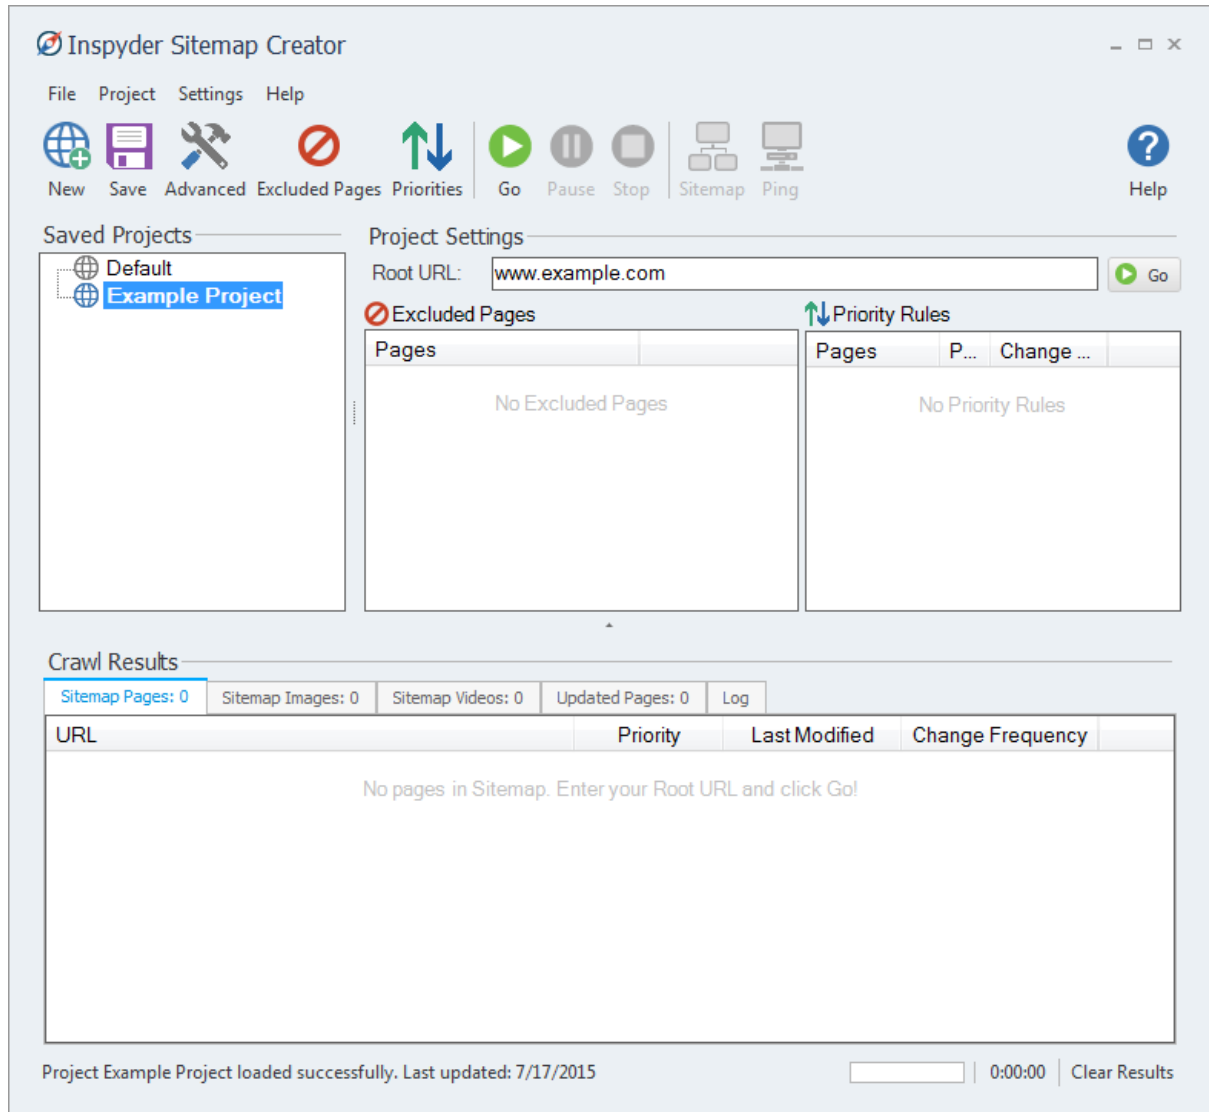 Inspyder Sitemap Creator
File Project Settings Help
New Save Advanced Excluded Pages Priorities Go Pause Stop Sitemap Ping Help
Saved Projects
Default
Example Project
Project Settings
Root URL: www.example.com Go
Excluded Pages
Pages
No Excluded Pages
Priority Rules
Pages P... Change ...
No Priority Rules
Crawl Results
Sitemap Pages: 0 Sitemap Images: 0 Sitemap Videos: 0 Updated Pages: 0 Log
URL Priority Last Modified Change Frequency
No pages in Sitemap. Enter your Root URL and click Go!
Project Example Project loaded successfully. Last updated: 7/17/2015 0:00:00 Clear Results